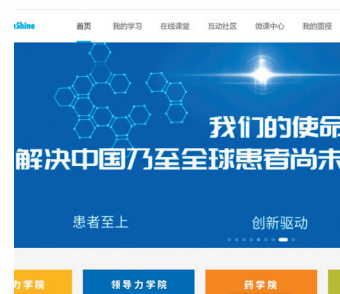 Shine 首页 我的学习 在线课堂 互动社区 微课中心 我的面授
我们的使命
解决中国乃至全球患者尚未
患者至上 创新驱动
力学院 领导力学院 药学院